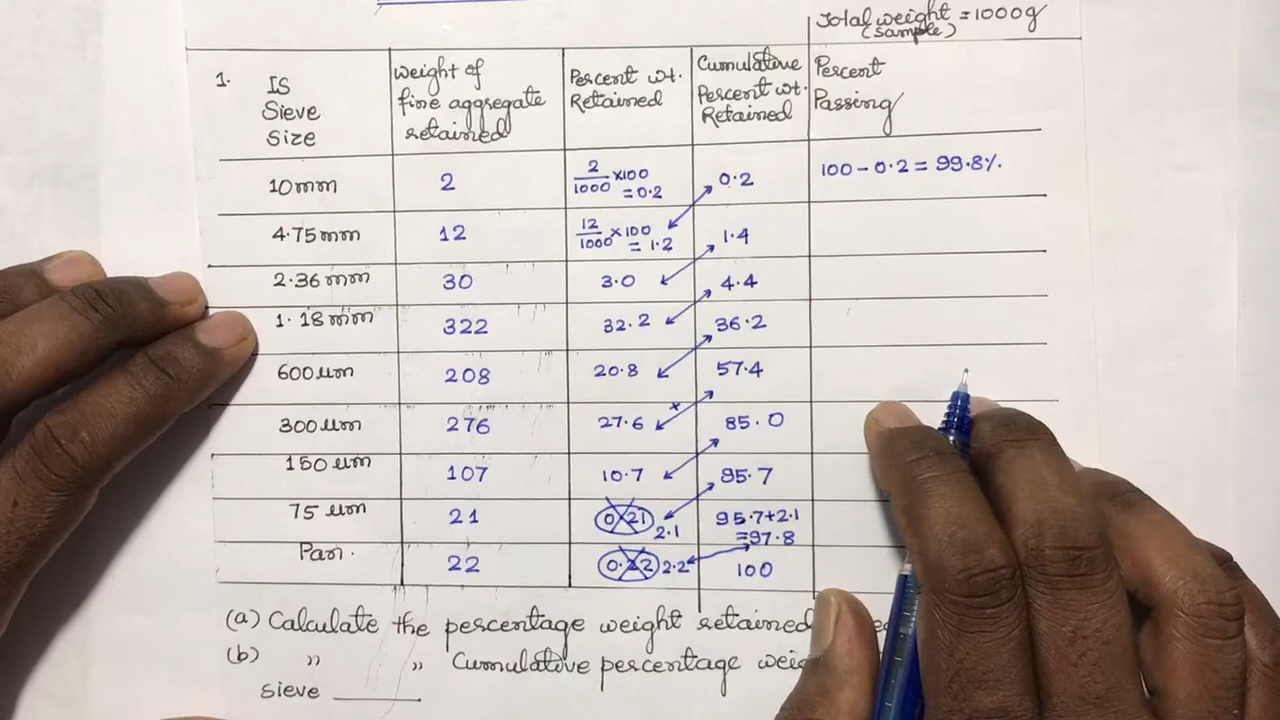 Total weight = 1000g
(sample)
1. IS Sieve Size
Weight of fine aggregate retained
Percent wt. Retained
Cumulative Percent wt. Retained
Percent Passing
10mm 2 2/1000 ×100 = 0.2 0.2 100 - 0.2 = 99.8%.
4.75mm 12 12/1000 ×100 = 1.2 1.4
2.36mm 30 3.0 4.4
1.18mm 322 32.2 36.2
600um 208 20.8 57.4
300um 276 27.6 × 85.0
150um 107 10.7 95.7
75um 21 0.21 2.1 95.7+2.1 =97.8
Pan. 22 0.22 2.2 100
(a) Calculate the percentage weight retained
(b) " " Cumulative percentage
sieve